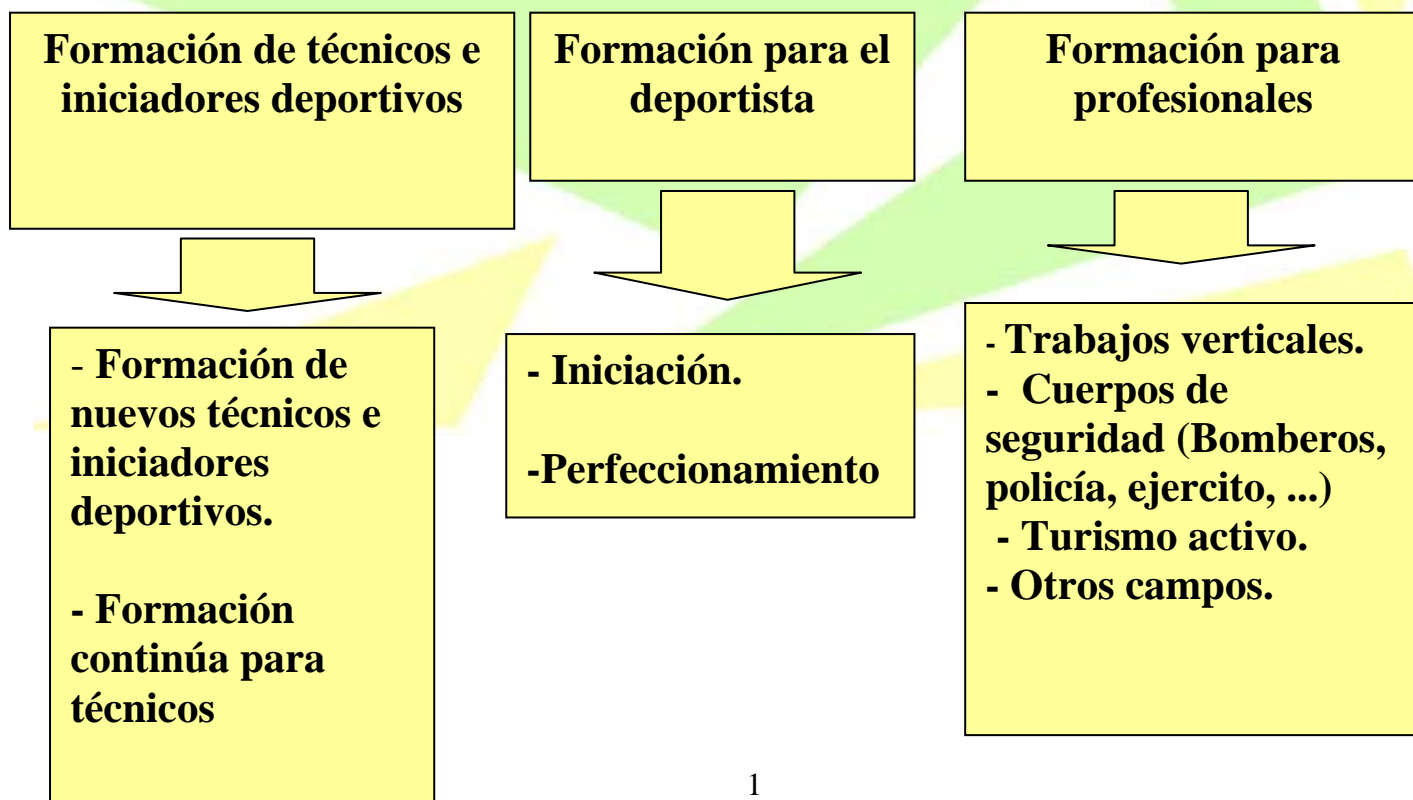 Formación de técnicos e
iniciadores deportivos
Formación para el
deportista
Formación para
profesionales
- Formación de
nuevos técnicos e
iniciadores
deportivos.
- Formación
continúa para
técnicos
- Iniciación.
-Perfeccionamiento
- Trabajos verticales.
- Cuerpos de
seguridad (Bomberos,
policía, ejercito, ...)
- Turismo activo.
- Otros campos.
1